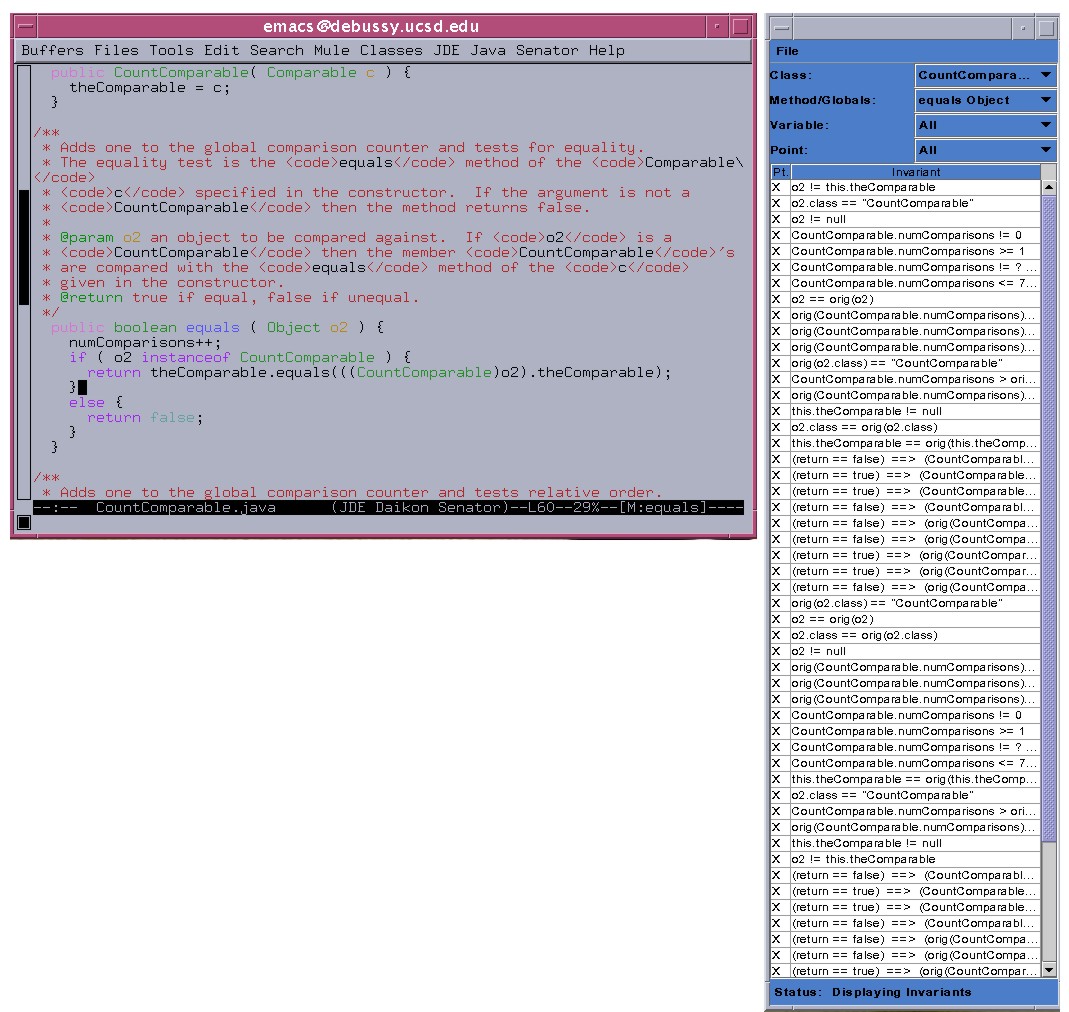 emacs@debussy.ucsd.edu
Buffers Files Tools Edit Search Mule Classes JDE Java Senator Help
public CountComparable( Comparable c ) {
theComparable = c;
}
/**
* Adds one to the global comparison counter and tests for equality.
* The equality test is the <code>equals</code> method of the <code>Comparable\
</code>
* <code>c</code> specified in the constructor.  If the argument is not a
* <code>CountComparable</code> then the method returns false.
*
* @param o2 an object to be compared against.  If <code>o2</code> is a
* <code>CountComparable</code> then the member <code>CountComparable</code>'s
* are compared with the <code>equals</code> method of the <code>c</code>
* given in the constructor.
* @return true if equal, false if unequal.
*/
public boolean equals ( Object o2 ) {
numComparisons++;
if ( o2 instanceof CountComparable ) {
return theComparable.equals(((CountComparable)o2).theComparable);
}
else {
return false;
}
}
/**
* Adds one to the global comparison counter and tests relative order.
--:--  CountComparable.java      (JDE Daikon Senator)--L60--29%--[M:equals]----
File
Class: CountCompara...
Method/Globals: equals Object
Variable: All
Point: All
Pt. Invariant
X o2 != this.theComparable
X o2.class == "CountComparable"
X o2 != null
X CountComparable.numComparisons != 0
X CountComparable.numComparisons >= 1
X CountComparable.numComparisons != ? ...
X CountComparable.numComparisons <= 7...
X o2 == orig(o2)
X orig(CountComparable.numComparisons)...
X orig(CountComparable.numComparisons)...
X orig(CountComparable.numComparisons)...
X orig(o2.class) == "CountComparable"
X CountComparable.numComparisons > ori...
X orig(CountComparable.numComparisons)...
X this.theComparable != null
X o2.class == orig(o2.class)
X this.theComparable == orig(this.theComp...
X (return == false) ==> (CountComparabl...
X (return == true) ==> (CountComparable...
X (return == true) ==> (CountComparable...
X (return == false) ==> (CountComparabl...
X (return == false) ==> (orig(CountCompa...
X (return == false) ==> (orig(CountCompa...
X (return == true) ==> (orig(CountCompar...
X (return == true) ==> (orig(CountCompar...
X (return == false) ==> (orig(CountCompa...
X orig(o2.class) == "CountComparable"
X o2 == orig(o2)
X o2.class == orig(o2.class)
X o2 != null
X orig(CountComparable.numComparisons)...
X orig(CountComparable.numComparisons)...
X orig(CountComparable.numComparisons)...
X CountComparable.numComparisons != 0
X CountComparable.numComparisons >= 1
X CountComparable.numComparisons != ? ...
X CountComparable.numComparisons <= 7...
X this.theComparable == orig(this.theComp...
X o2.class == "CountComparable"
X CountComparable.numComparisons > ori...
X orig(CountComparable.numComparisons)...
X this.theComparable != null
X o2 != this.theComparable
X (return == false) ==> (CountComparabl...
X (return == true) ==> (CountComparable...
X (return == true) ==> (CountComparable...
X (return == false) ==> (CountComparabl...
X (return == false) ==> (orig(CountCompa...
X (return == false) ==> (orig(CountCompa...
X (return == true) ==> (orig(CountCompar...
Status: Displaying Invariants